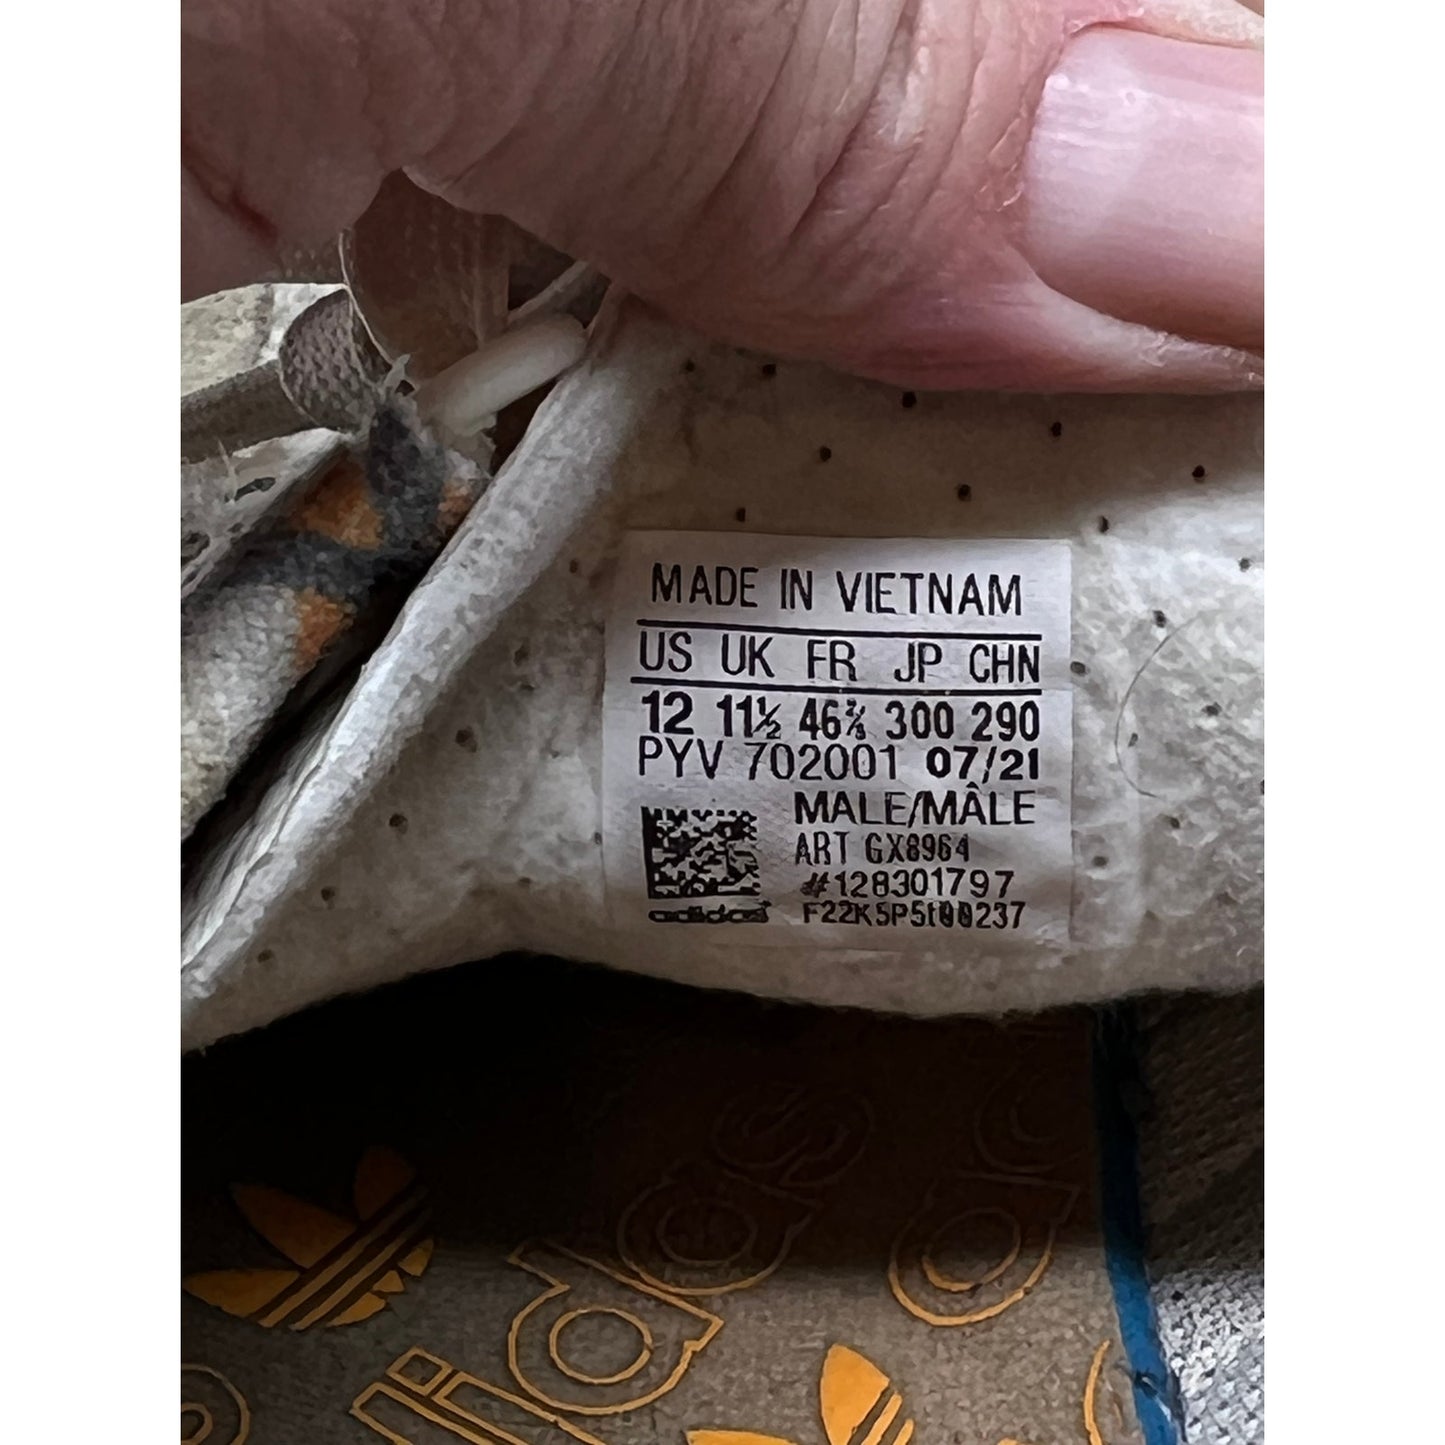 MADE IN VIETNAM
US UK FR JP CHN
12 11½ 46⅔ 300 290
PYV 702001 07/21
MALE/MÂLE
ART GX8964
#128301797
adidas
adidas